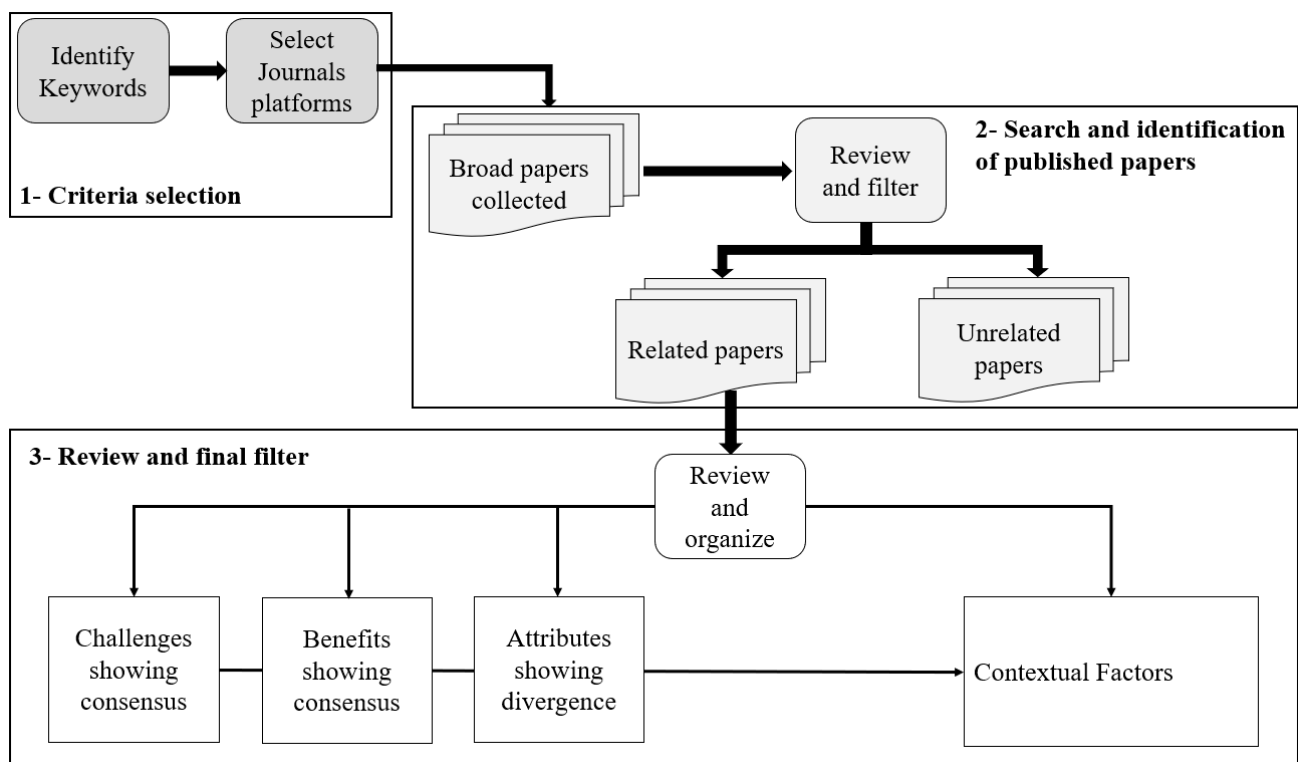 Identify
Keywords
Select
Journals
platforms
1- Criteria selection
Broad papers
collected
Review
and filter
2- Search and identification
of published papers
Related papers
Unrelated
papers
3- Review and final filter
Review
and
organize
Challenges
showing
consensus
Benefits
showing
consensus
Attributes
showing
divergence
Contextual Factors